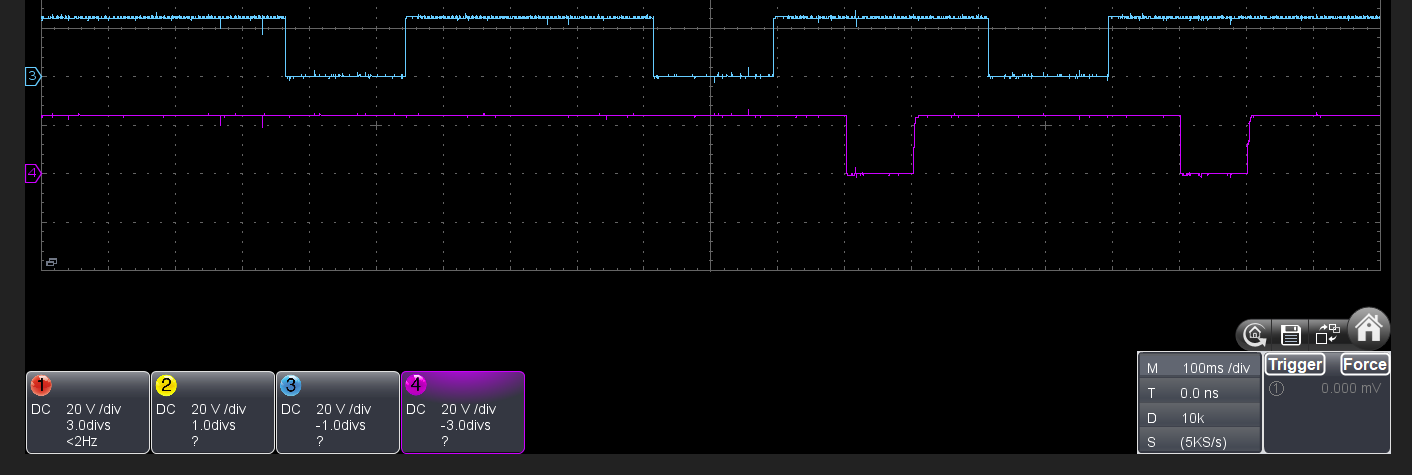 3
4
1
DC 20 V /div
3.0divs
<2Hz
2
DC 20 V /div
1.0divs
?
3
DC 20 V /div
-1.0divs
?
4
DC 20 V /div
-3.0divs
?
M 100ms /div
T 0.0 ns
D 10k
S (5KS/s)
Trigger Force
1 0.000 mV